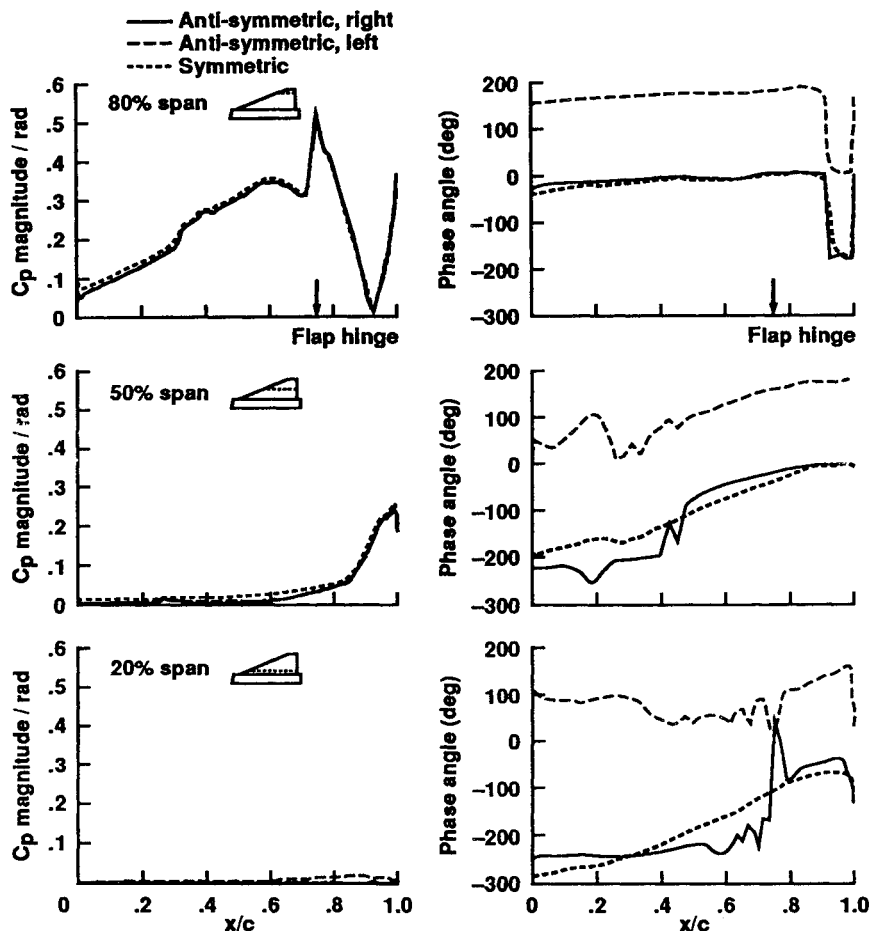 Anti-symmetric, right
Anti-symmetric, left
Symmetric
80% span
Cp magnitude / rad
.6
.5
.4
.3
.2
.1
0
Flap hinge
Phase angle (deg)
200
100
0
−100
−200
−300
Flap hinge
50% span
Cp magnitude / rad
.6
.5
.4
.3
.2
.1
0
Phase angle (deg)
200
100
0
−100
−200
−300
20% span
Cp magnitude / rad
.6
.5
.4
.3
.2
.1
0 .2 .4 .6 .8 1.0
x/c
Phase angle (deg)
200
100
0
−100
−200
−300
0 .2 .4 .6 .8 1.0
x/c